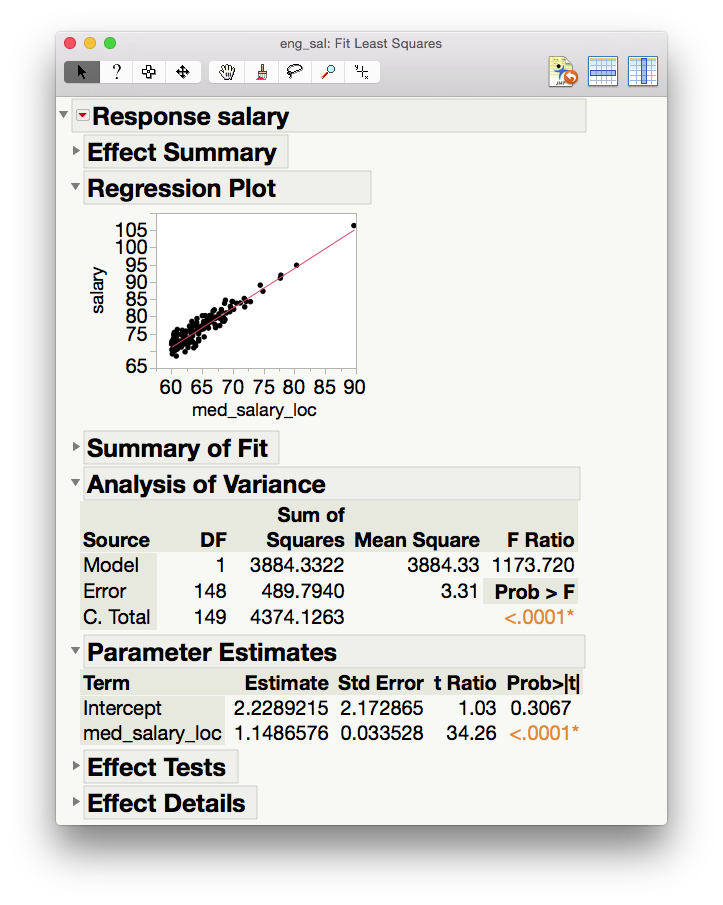 eng_sal: Fit Least Squares
?
JMP
Response salary
Effect Summary
Regression Plot
105
100
95
90
85
80
75
65
salary
60 65 70 75 80 85 90
med_salary_loc
Summary of Fit
Analysis of Variance
Sum of
Source DF Squares Mean Square F Ratio
Model 1 3884.3322 3884.33 1173.720
Error 148 489.7940 3.31 Prob > F
C. Total 149 4374.1263 <.0001*
Parameter Estimates
Term Estimate Std Error t Ratio Prob>|t|
Intercept 2.2289215 2.172865 1.03 0.3067
med_salary_loc 1.1486576 0.033528 34.26 <.0001*
Effect Tests
Effect Details